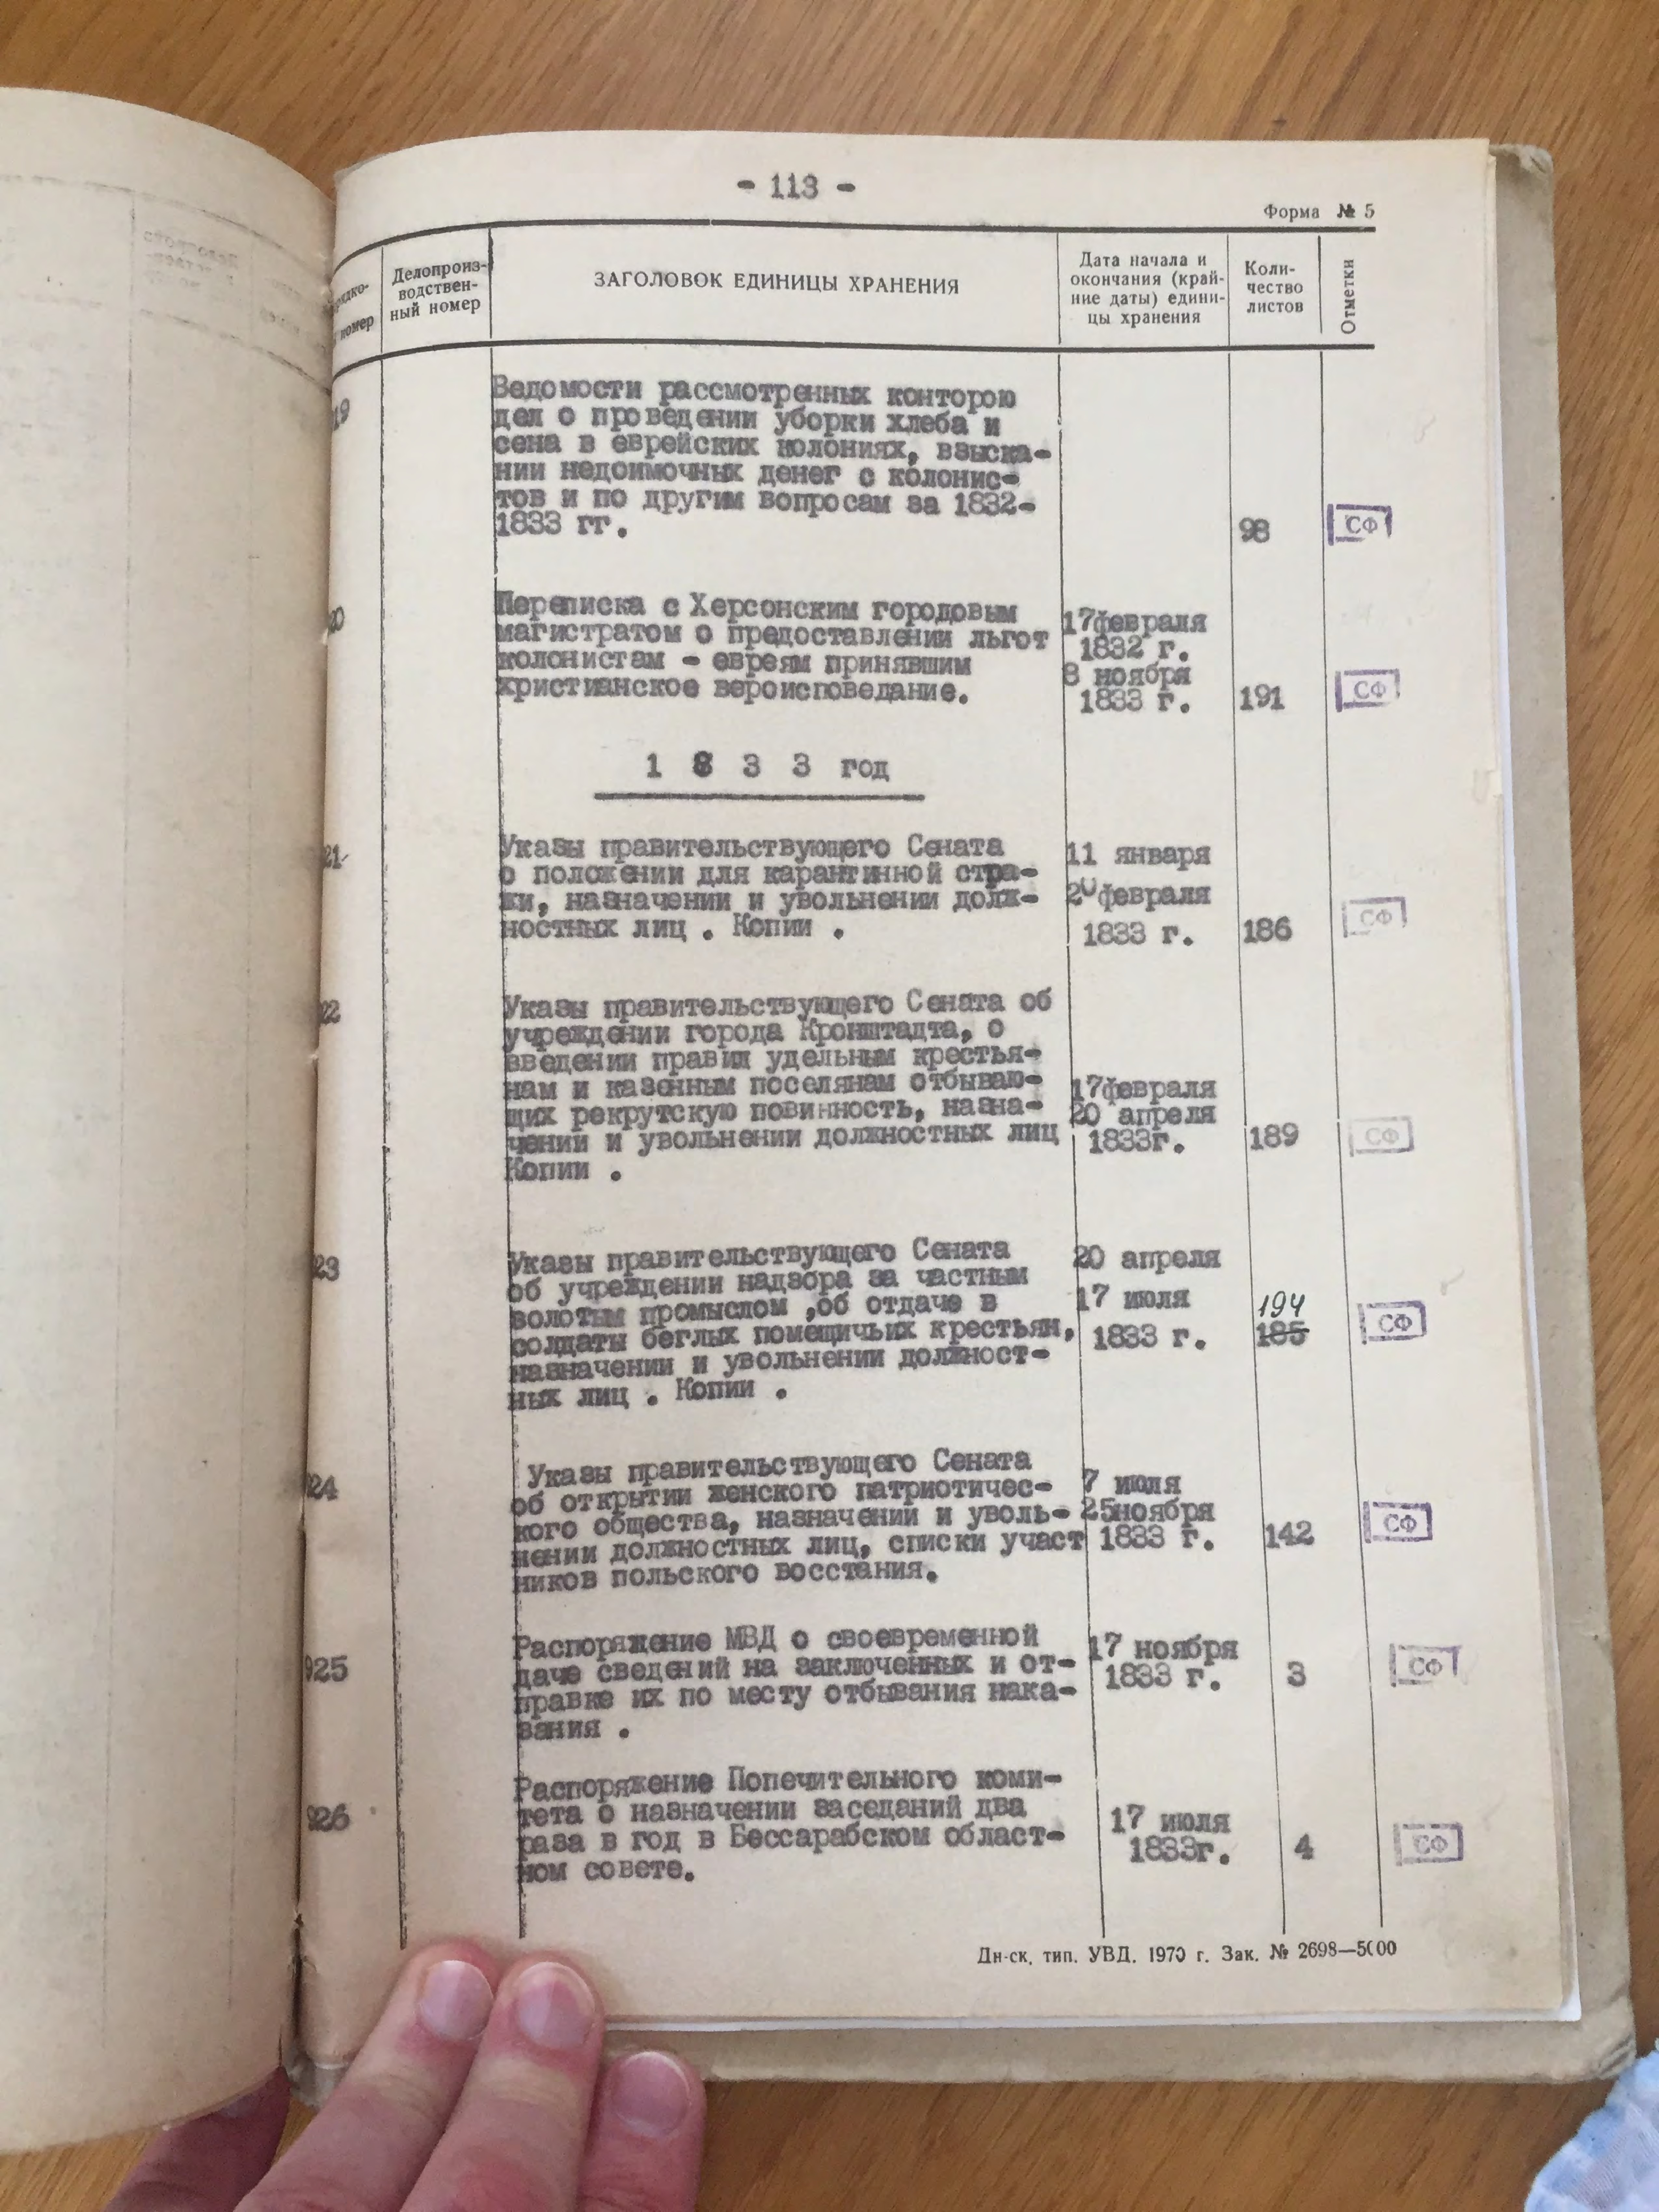 - 113 -
Форма № 5
номер
Делопроиз-
водствен-
ный номер
ЗАГОЛОВОК ЕДИНИЦЫ ХРАНЕНИЯ
Дата начала и
окончания (край-
ние даты) едини-
цы хранения
Коли-
чество
листов
Отметки
19
Ведомости рассмотренных конторою
дел о проведении уборки хлеба и
сена в еврейских колониях, взыска-
нии недоимочных денег с колонис-
тов и по другим вопросам за 1832-
1833 гг.
98
СФ
20
Переписка с Херсонским городовым
магистратом о предоставлении льгот
колонистам - евреям принявшим
христианское вероисповедание.
17февраля
1832 г.
8 ноября
1833 г.
191
СФ
1 8 3 3 год
21
Указы правительствующего Сената
о положении для карантинной стра-
жи, назначении и увольнении долж-
ностных лиц . Копии .
11 января
20февраля
1833 г.
186
СФ
22
Указы правительствующего Сената об
учреждении города Кронштадта, о
введении правил удельным крестья-
нам и казенным поселянам отбываю-
щих рекрутскую повинность, назна-
чении и увольнении должностных лиц
Копии .
17февраля
20 апреля
1833г.
189
СФ
23
Указы правительствующего Сената
об учреждении надзора за частным
золотым промыслом ,об отдаче в
солдаты беглых помещичьих крестьян,
назначении и увольнении должност-
ных лиц . Копии .
20 апреля
17 июля
1833 г.
194
185
СФ
24
Указы правительствующего Сената
об открытии женского патриотичес-
кого общества, назначении и уволь-
нении должностных лиц, списки участ
ников польского восстания.
7 июля
25ноября
1833 г.
142
СФ
925
Распоряжение МВД о своевременной
даче сведений на заключенных и от-
правке их по месту отбывания нака-
зания .
17 ноября
1833 г.
3
СФ
926
Распоряжение Попечительного коми-
тета о назначении заседаний два
раза в год в Бессарабском област-
ном совете.
17 июля
1833г.
4
СФ
Дн-ск, тип. УВД. 1970 г. Зак. № 2698—5000